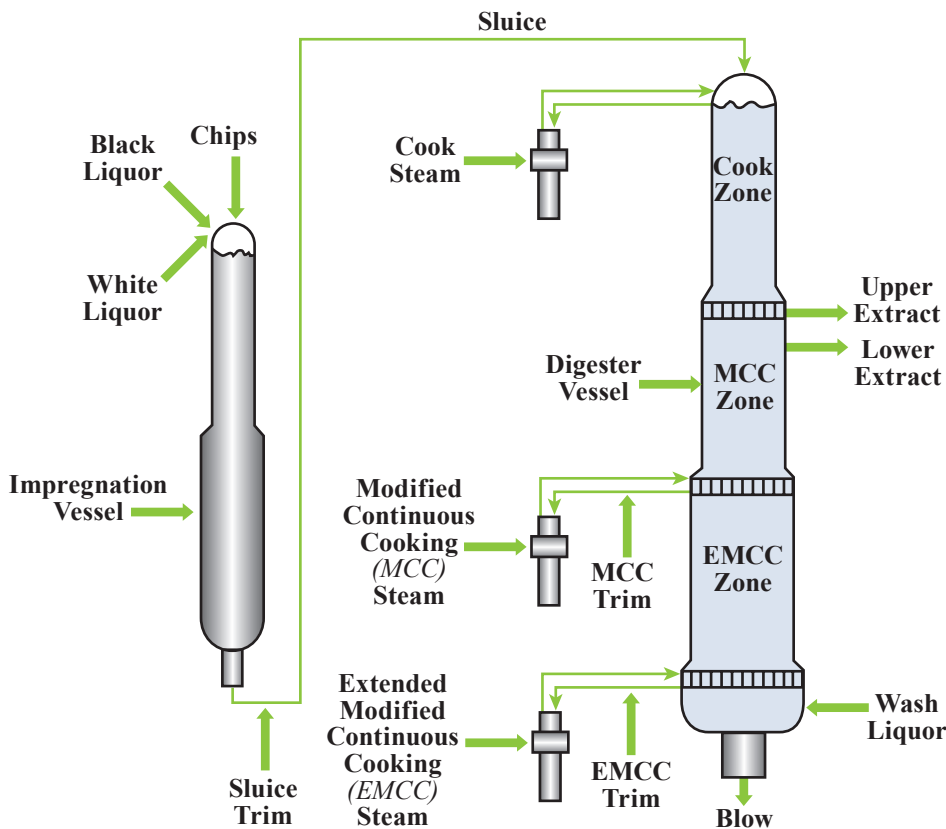 Sluice
Chips
Black
Liquor
White
Liquor
Cook
Steam
Cook
Zone
Upper
Extract
Lower
Extract
Digester
Vessel
MCC
Zone
Impregnation
Vessel
Modified
Continuous
Cooking
(MCC)
Steam
MCC
Trim
EMCC
Zone
Extended
Modified
Continuous
Cooking
(EMCC)
Steam
EMCC
Trim
Wash
Liquor
Sluice
Trim
Blow